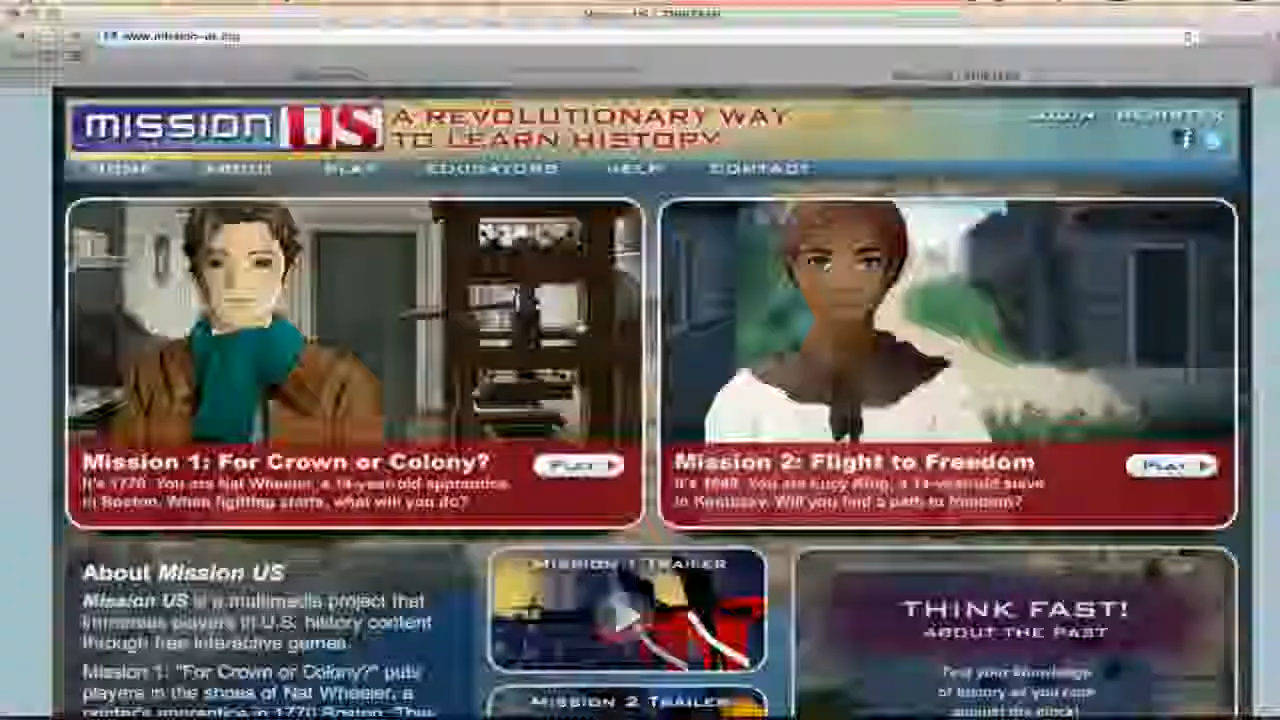 www.mission-us.org
MISSION US A REVOLUTIONARY WAY
TO LEARN HISTORY
REGISTER
HOME ABOUT PLAY EDUCATORS HELP CONTACT
Mission 1: For Crown or Colony? PLAY
It's 1770. You are Nat Wheeler, a 14-year-old apprentice
in Boston. When fighting starts, what will you do?
Mission 2: Flight to Freedom PLAY
It's 1848. You are Lucy King, a 14-year-old slave
in Kentucky. Will you find a path to freedom?
About Mission US
Mission US is a multimedia project that
immerses players in U.S. history content
through free interactive games.
Mission 1: "For Crown or Colony?" puts
players in the shoes of Nat Wheeler, a
printer's apprentice in 1770 Boston. This
MISSION 1 TRAILER
MISSION 2 TRAILER
THINK FAST!
ABOUT THE PAST
Test your knowledge
of history as you race
against the clock!